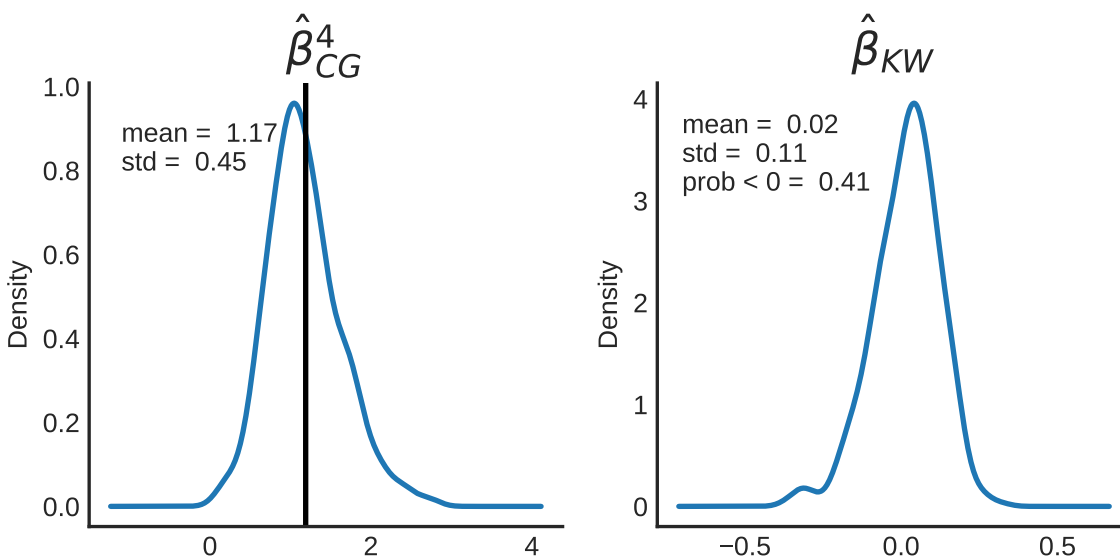 β̂⁴_CG
1.0
mean = 1.17
std = 0.45
0.8
0.6
0.4
0.2
0.0
Density
0
2
4
β̂_KW
4
mean = 0.02
std = 0.11
prob < 0 = 0.41
3
2
1
0
Density
−0.5
0.0
0.5